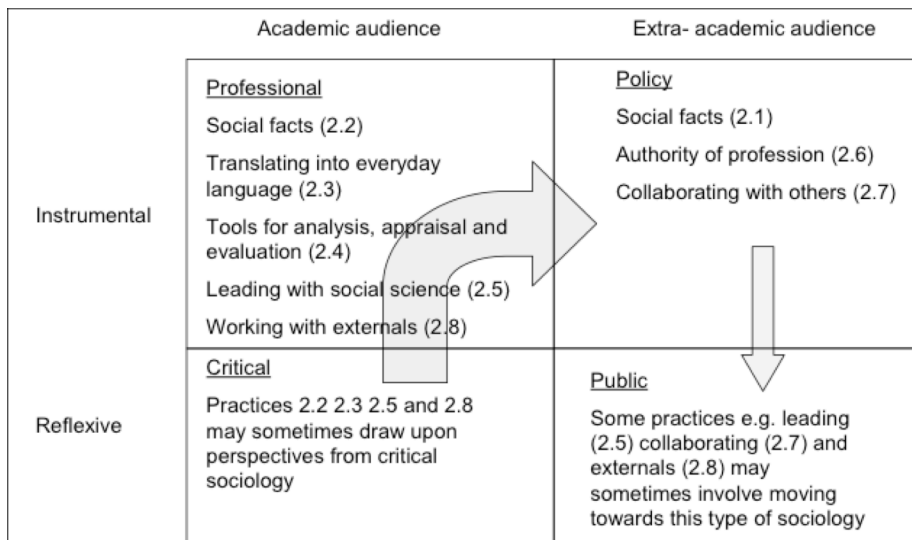 Academic audience
Extra- academic audience
Instrumental
Professional
Social facts (2.2)
Translating into everyday
language (2.3)
Tools for analysis, appraisal and
evaluation (2.4)
Leading with social science (2.5)
Working with externals (2.8)
Policy
Social facts (2.1)
Authority of profession (2.6)
Collaborating with others (2.7)
Reflexive
Critical
Practices 2.2 2.3 2.5 and 2.8
may sometimes draw upon
perspectives from critical
sociology
Public
Some practices e.g. leading
(2.5) collaborating (2.7) and
externals (2.8) may
sometimes involve moving
towards this type of sociology